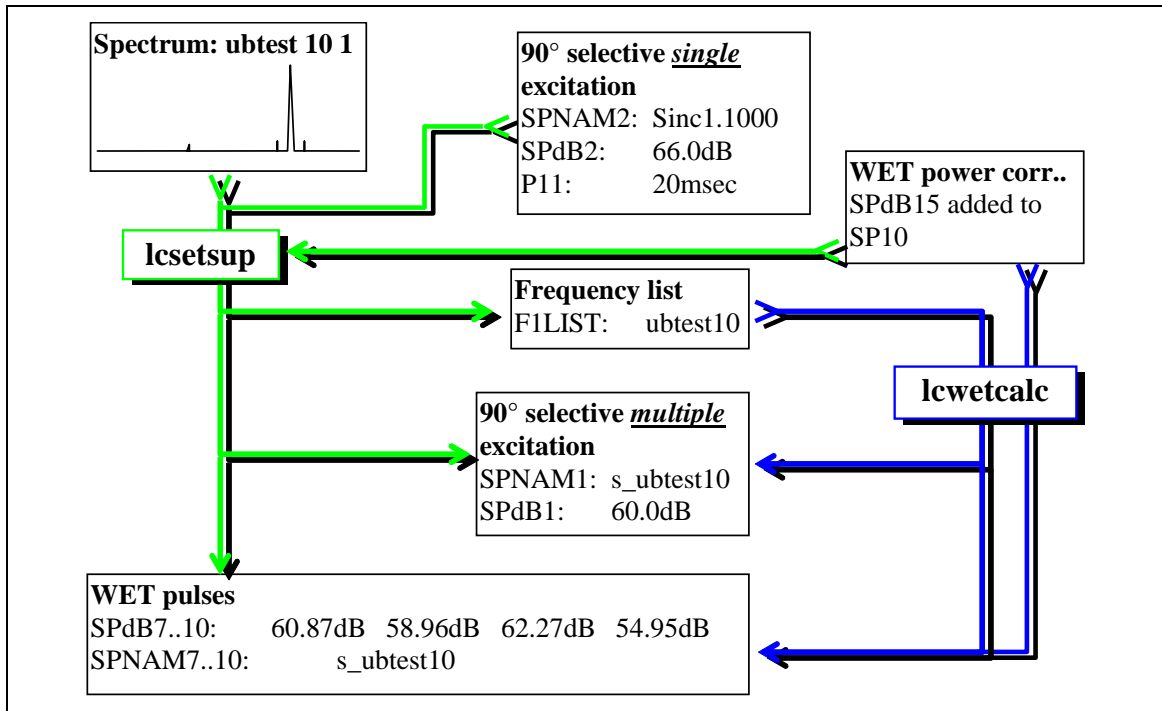 Spectrum: ubtest 10 1
90° selective single
excitation
SPNAM2: Sinc1.1000
SPdB2: 66.0dB
P11: 20msec
WET power corr..
SPdB15 added to
SP10
lcsetsup
Frequency list
F1LIST: ubtest10
lcwetcalc
90° selective multiple
excitation
SPNAM1: s_ubtest10
SPdB1: 60.0dB
WET pulses
SPdB7..10: 60.87dB 58.96dB 62.27dB 54.95dB
SPNAM7..10: s_ubtest10